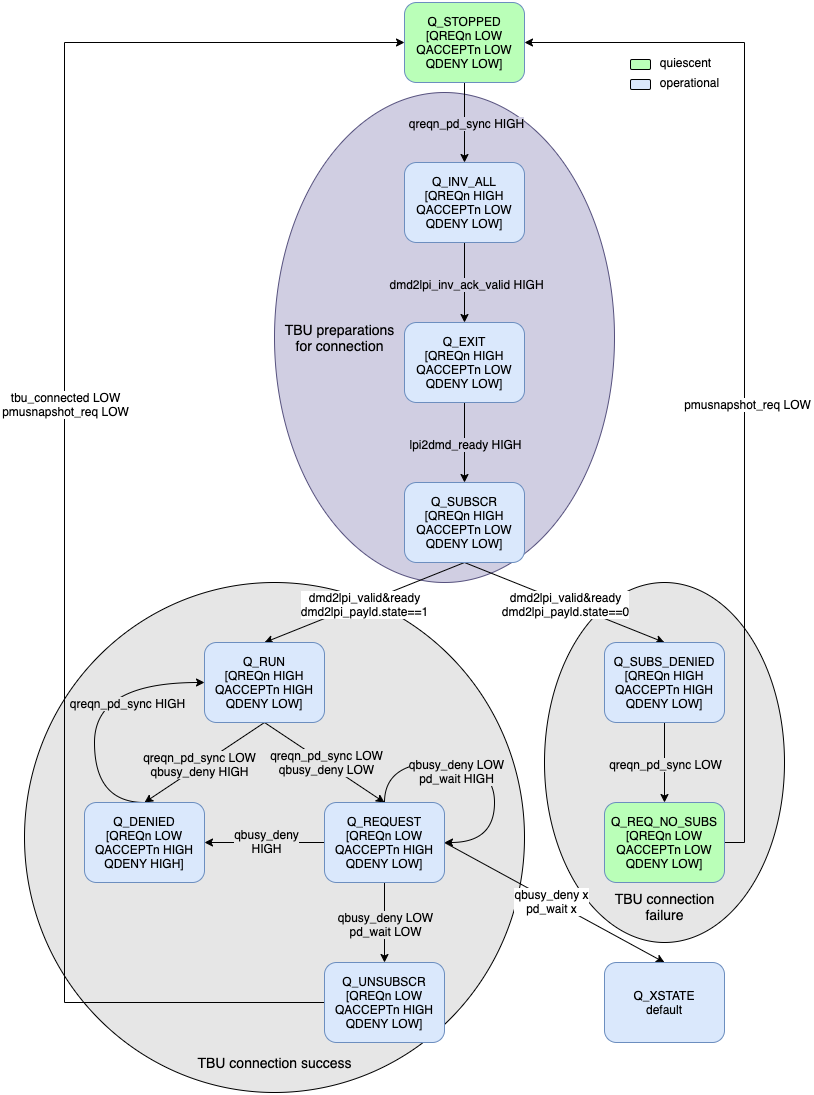 Q_STOPPED
[QREQn LOW
QACCEPTn LOW
QDENY LOW]
quiescent
operational
qreqn_pd_sync HIGH
Q_INV_ALL
[QREQn HIGH
QACCEPTn LOW
QDENY LOW]
dmd2lpi_inv_ack_valid HIGH
TBU preparations
for connection
Q_EXIT
[QREQn HIGH
QACCEPTn LOW
QDENY LOW]
tbu_connected LOW
pmusnapshot_req LOW
pmusnapshot_req LOW
lpi2dmd_ready HIGH
Q_SUBSCR
[QREQn HIGH
QACCEPTn LOW
QDENY LOW]
dmd2lpi_valid&ready
dmd2lpi_payld.state==1
dmd2lpi_valid&ready
dmd2lpi_payld.state==0
Q_RUN
[QREQn HIGH
QACCEPTn HIGH
QDENY LOW]
Q_SUBS_DENIED
[QREQn HIGH
QACCEPTn HIGH
QDENY LOW]
qreqn_pd_sync HIGH
qreqn_pd_sync LOW
qbusy_deny HIGH
qreqn_pd_sync LOW
qbusy_deny LOW
qbusy_deny LOW
pd_wait HIGH
qreqn_pd_sync LOW
Q_DENIED
[QREQn LOW
QACCEPTn HIGH
QDENY HIGH]
qbusy_deny
HIGH
Q_REQUEST
[QREQn LOW
QACCEPTn HIGH
QDENY LOW]
Q_REQ_NO_SUBS
[QREQn LOW
QACCEPTn LOW
QDENY LOW]
qbusy_deny x
pd_wait x
TBU connection
failure
qbusy_deny LOW
pd_wait LOW
Q_UNSUBSCR
[QREQn LOW
QACCEPTn HIGH
QDENY LOW]
Q_XSTATE
default
TBU connection success